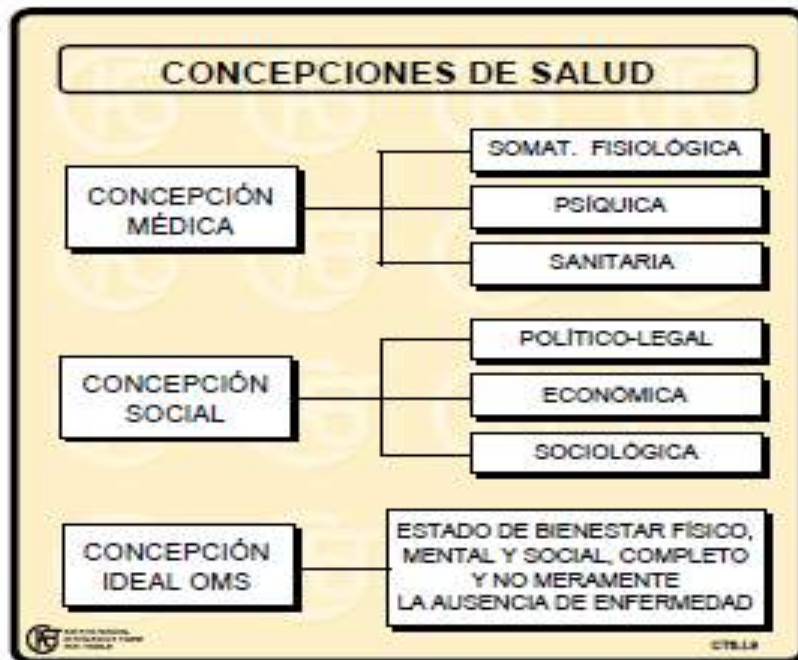 CONCEPCIONES DE SALUD
CONCEPCIÓN
MÉDICA
SOMAT. FISIOLÓGICA
PSÍQUICA
SANITARIA
CONCEPCIÓN
SOCIAL
POLÍTICO-LEGAL
ECONÓMICA
SOCIOLÓGICA
CONCEPCIÓN
IDEAL OMS
ESTADO DE BIENESTAR FÍSICO,
MENTAL Y SOCIAL, COMPLETO
Y NO MERAMENTE
LA AUSENCIA DE ENFERMEDAD